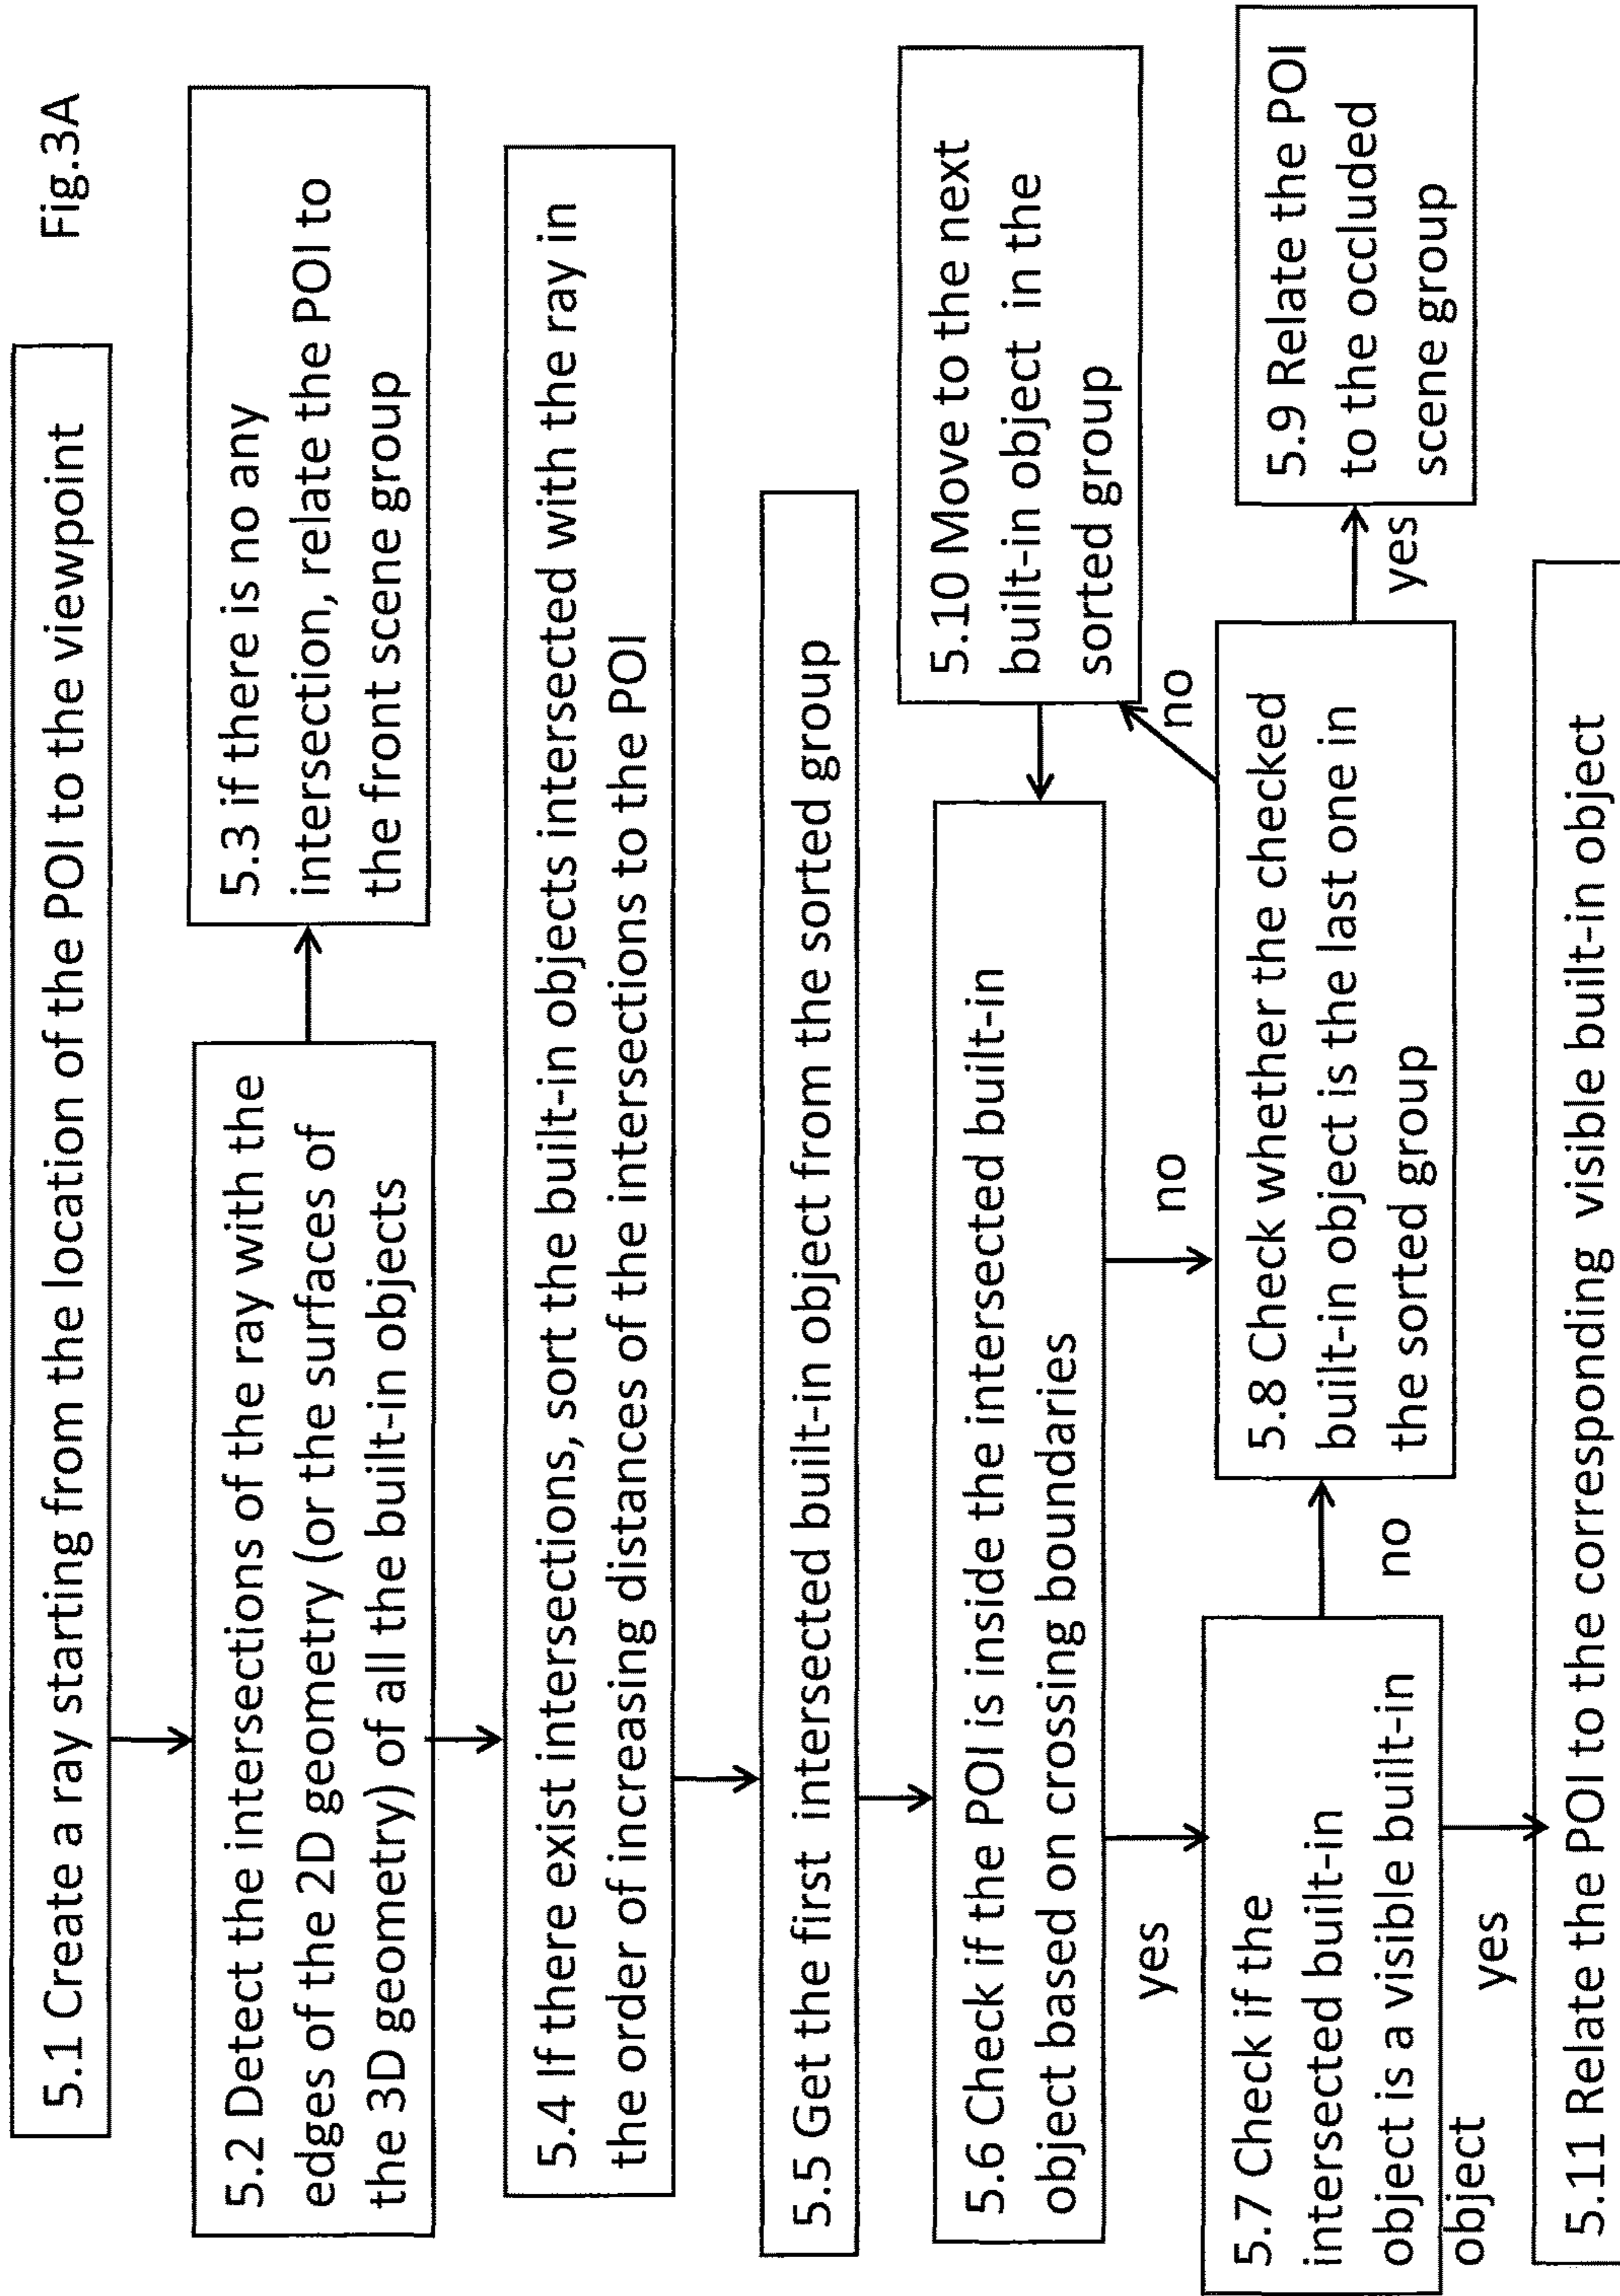 Fig.3A
5.1 Create a ray starting from the location of the POI to the viewpoint
5.2 Detect the intersections of the ray with the
edges of the 2D geometry (or the surfaces of
the 3D geometry) of all the built-in objects
5.3 if there is no any
intersection, relate the POI to
the front scene group
5.4 If there exist intersections, sort the built-in objects intersected with the ray in
the order of increasing distances of the intersections to the POI
5.5 Get the first intersected built-in object from the sorted group
5.6 Check if the POI is inside the intersected built-in
object based on crossing boundaries
5.10 Move to the next
built-in object in the
sorted group
yes
no
no
5.7 Check if the
intersected built-in
object is a visible built-in
object
no
5.8 Check whether the checked
built-in object is the last one in
the sorted group
yes
5.9 Relate the POI
to the occluded
scene group
yes
5.11 Relate the POI to the corresponding visible built-in object